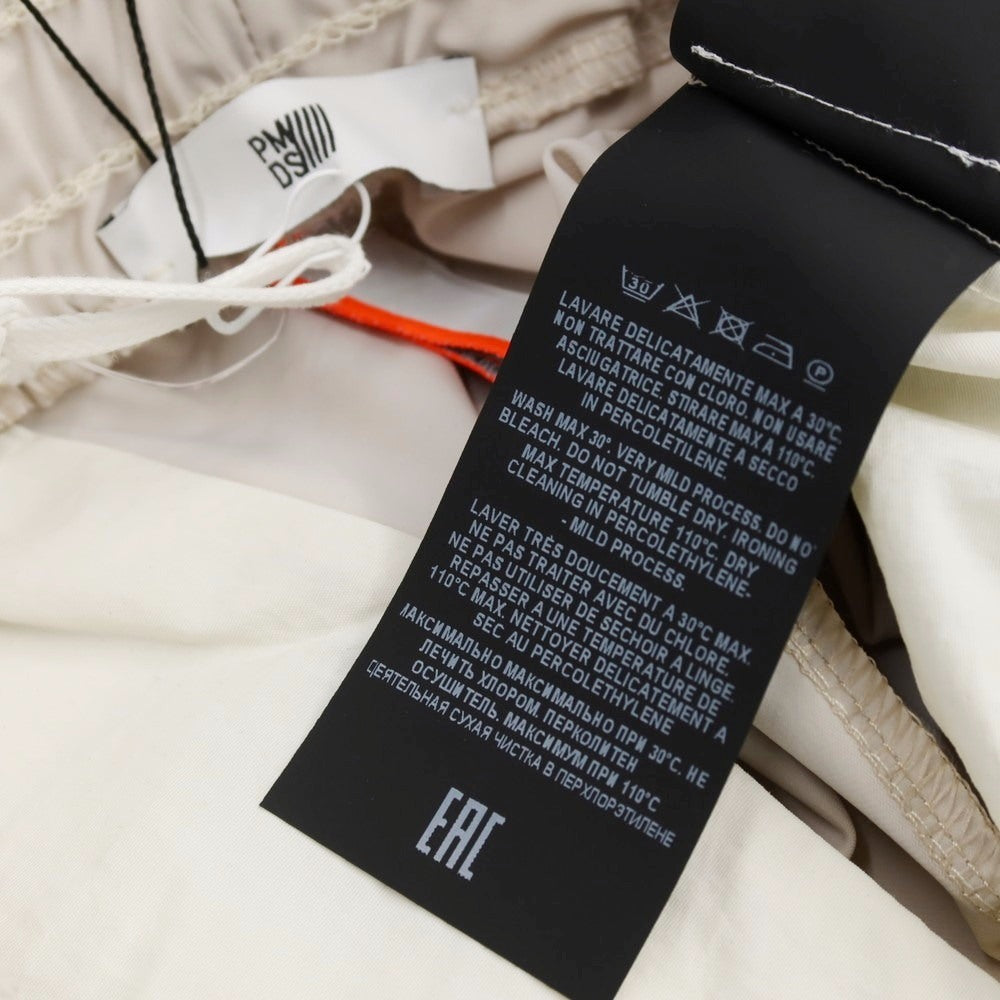 PM
DS
30
P
LAVARE DELICATAMENTE MAX A 30°C.
NON TRATTARE CON CLORO. NON USARE
ASCIUGATRICE. STIRARE MAX A 110°C.
LAVARE DELICATAMENTE A SECCO
IN PERCOLETILENE.
WASH MAX 30°. VERY MILD PROCESS. DO NO
BLEACH, DO NOT TUMBLE DRY, IRONING
MAX TEMPERATURE 110°C, DRY
CLEANING IN PERCOLETHYLENE-
- MILD PROCESS
LAVER TRÈS DOUCEMENT A 30°C MAX.
NE PAS TRAITER AVEC DU CHLORE.
NE PAS UTILISER DE SECHOIR A LINGE.
REPASSER A UNE TEMPERATURE DE
110°C MAX. NETTOYER DELICATEMENT A
SEC AU PERCOLETHYLENE
МАКСИМАЛЬНО МАКСИМАЛЬНО ПРИ 30°C. НЕ
ЛЕЧИТЬ ХЛОРОМ, ПЕРКОЛИТЕН
ОСУШИТЕЛЬ. МАКСИМУМ ПРИ 110°C
ДЕЯТЕЛЬНАЯ СУХАЯ ЧИСТКА В ПЕРХЛОРЭТИЛЕНЕ
EAC